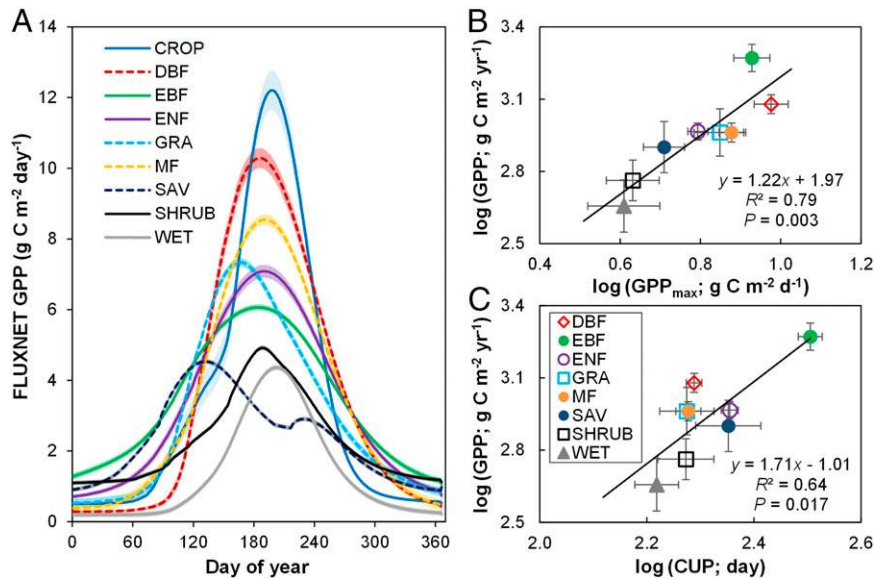 A
14
12
10
8
6
4
2
0
FLUXNET GPP (g C m-2 day-1)
CROP
DBF
EBF
ENF
GRA
MF
SAV
SHRUB
WET
0 60 120 180 240 300 360
Day of year
B
3.4
3.1
2.8
2.5
log (GPP; g C m-2 yr-1)
y = 1.22x + 1.97
R² = 0.79
P = 0.003
0.4 0.6 0.8 1.0 1.2
log (GPPmax; g C m-2 d-1)
C
3.4
3.1
2.8
2.5
log (GPP; g C m-2 yr-1)
DBF
EBF
ENF
GRA
MF
SAV
SHRUB
WET
y = 1.71x - 1.01
R² = 0.64
P = 0.017
2.0 2.2 2.4 2.6
log (CUP; day)